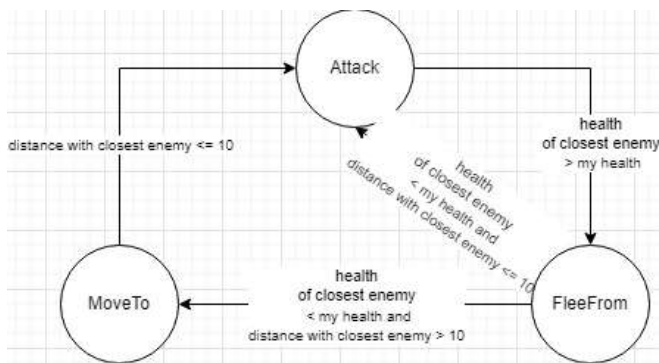 Attack
distance with closest enemy <= 10
health
of closest enemy
> my health
health
of closest enemy
< my health and
distance with closest enemy <= 10
MoveTo
health
of closest enemy
< my health and
distance with closest enemy > 10
FleeFrom